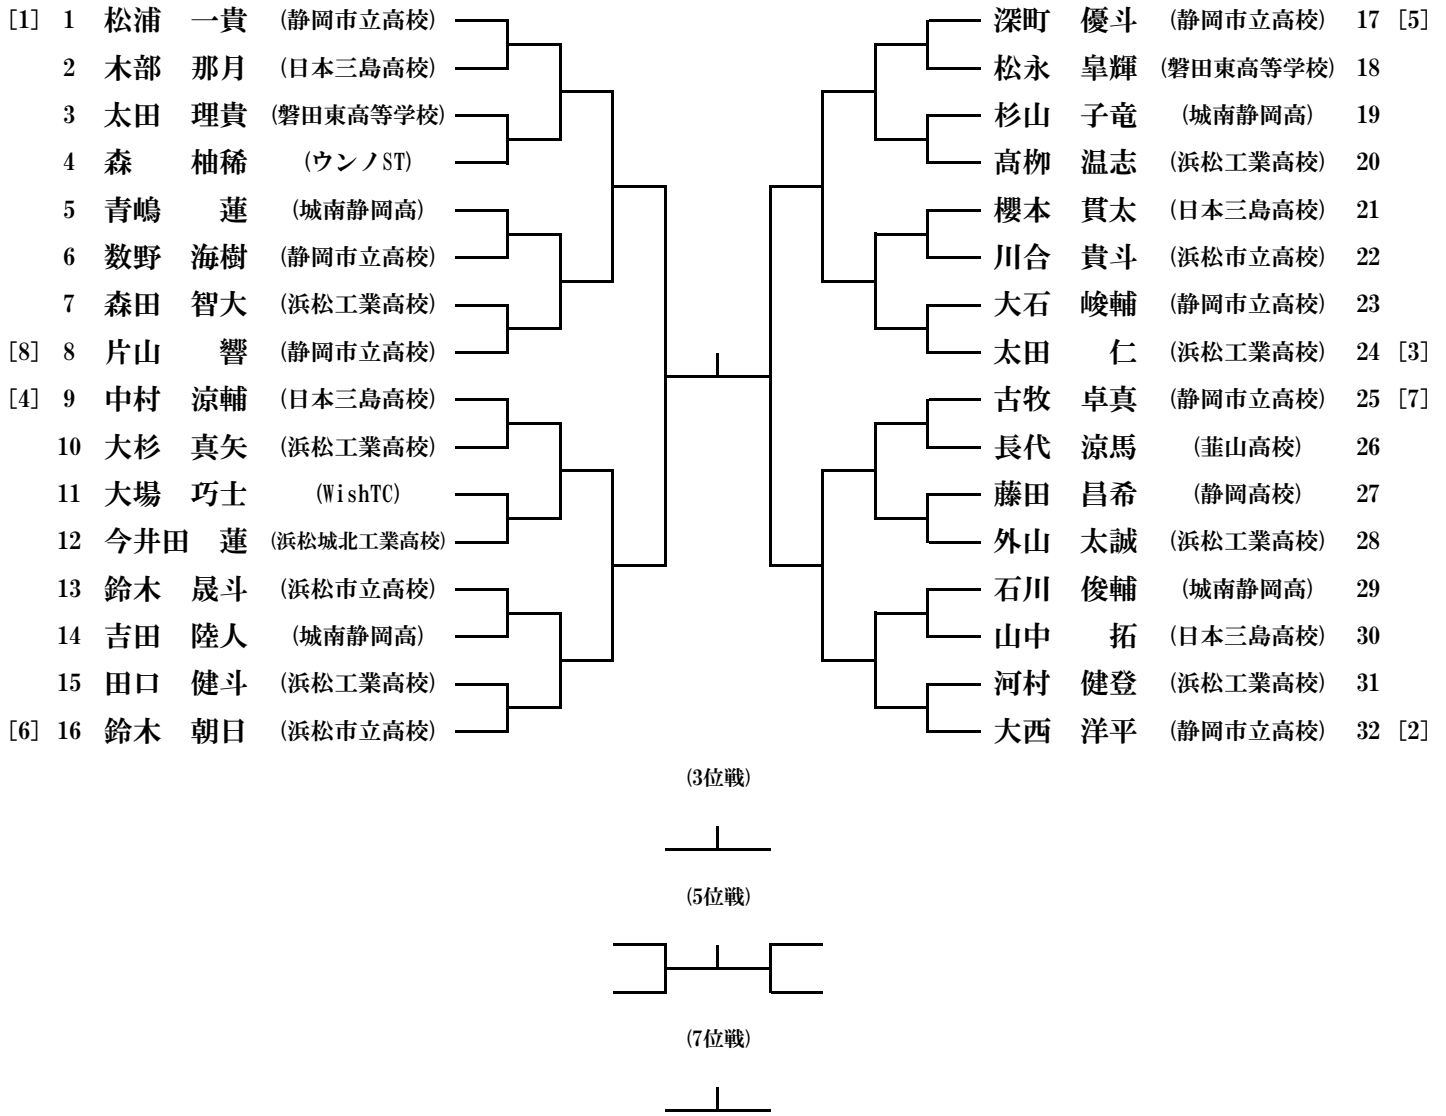 [1] 1 松浦 一貴 (静岡市立高校)
2 木部 那月 (日本三島高校)
3 太田 理貴 (磐田東高等学校)
4 森 柚稀 (ウンノST)
5 青嶋 蓮 (城南静岡高)
6 数野 海樹 (静岡市立高校)
7 森田 智大 (浜松工業高校)
[8] 8 片山 響 (静岡市立高校)
[4] 9 中村 涼輔 (日本三島高校)
10 大杉 真矢 (浜松工業高校)
11 大場 巧士 (WishTC)
12 今井田 蓮 (浜松城北工業高校)
13 鈴木 晟斗 (浜松市立高校)
14 吉田 陸人 (城南静岡高)
15 田口 健斗 (浜松工業高校)
[6] 16 鈴木 朝日 (浜松市立高校)
深町 優斗 (静岡市立高校) 17 [5]
松永 皐輝 (磐田東高等学校) 18
杉山 子竜 (城南静岡高) 19
髙栁 温志 (浜松工業高校) 20
櫻本 貫太 (日本三島高校) 21
川合 貴斗 (浜松市立高校) 22
大石 峻輔 (静岡市立高校) 23
太田 仁 (浜松工業高校) 24 [3]
古牧 卓真 (静岡市立高校) 25 [7]
長代 涼馬 (韮山高校) 26
藤田 昌希 (静岡高校) 27
外山 太誠 (浜松工業高校) 28
石川 俊輔 (城南静岡高) 29
山中 拓 (日本三島高校) 30
河村 健登 (浜松工業高校) 31
大西 洋平 (静岡市立高校) 32 [2]
(3位戦)
(5位戦)
(7位戦)